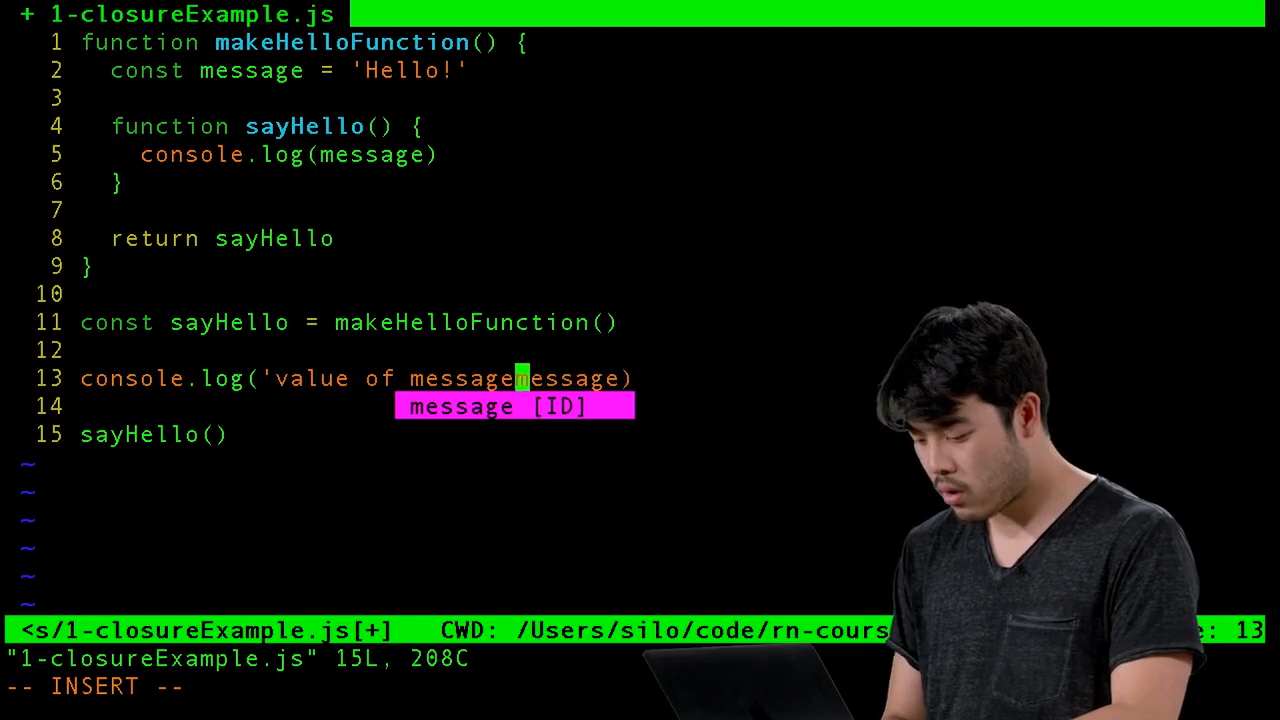 + 1-closureExample.js
1 function makeHelloFunction() {
2   const message = 'Hello!'
3
4   function sayHello() {
5     console.log(message)
6   }
7
8   return sayHello
9 }
10
11 const sayHello = makeHelloFunction()
12
13 console.log('value of messagemessage)
14 message [ID]
15 sayHello()
~
~
~
~
~
~
<s/1-closureExample.js[+] CWD: /Users/silo/code/rn-cours : 13
"1-closureExample.js" 15L, 208C
-- INSERT --